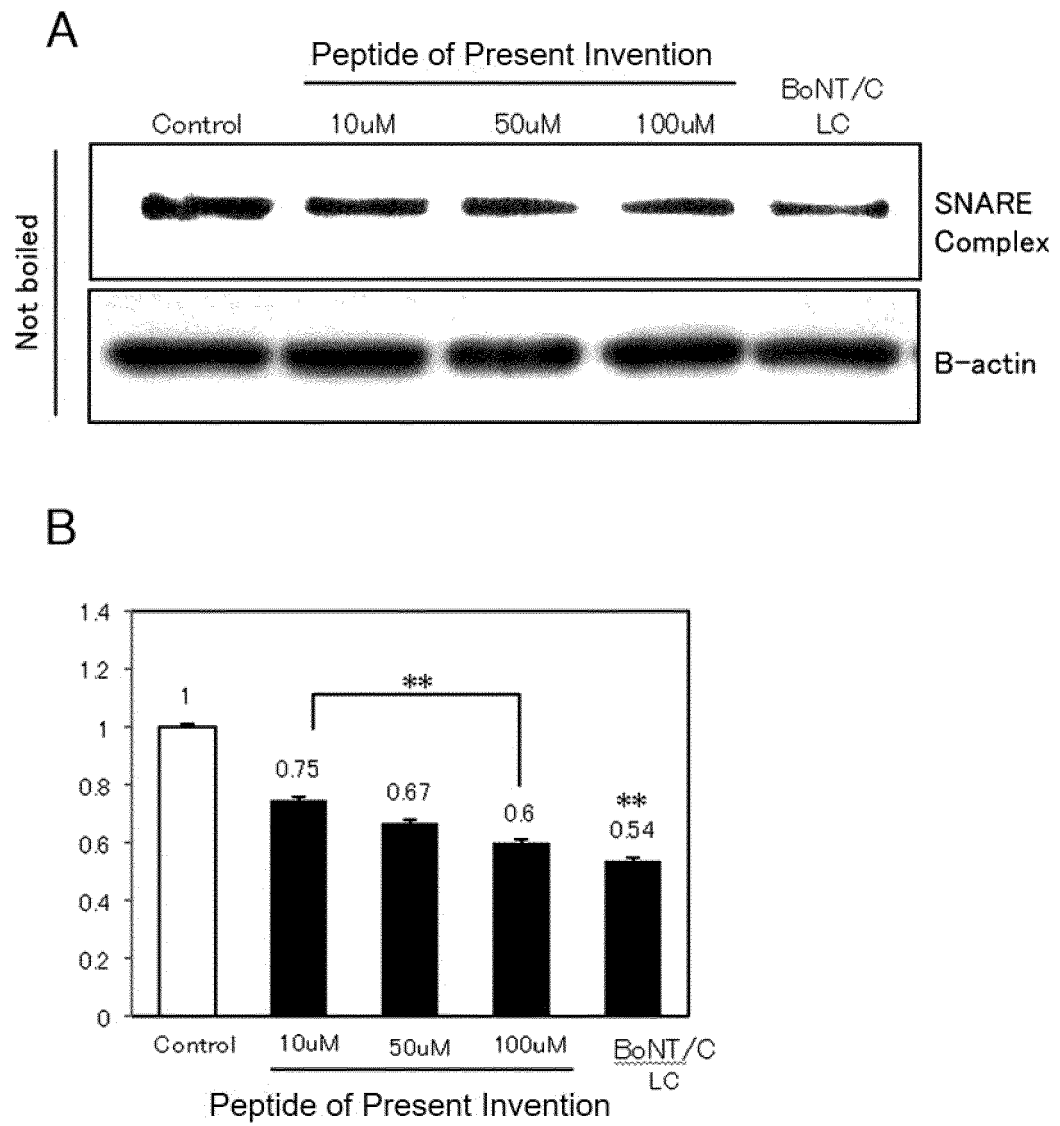 A
Peptide of Present Invention
BoNT/C
Control 10uM 50uM 100uM LC
Not boiled
SNARE
Complex
B-actin
B
1.4
1.2
1
0.8
0.6
0.4
0.2
0
1
0.75
0.67
0.6
0.54
**
**
Control 10uM 50uM 100uM BoNT/C
LC
Peptide of Present Invention